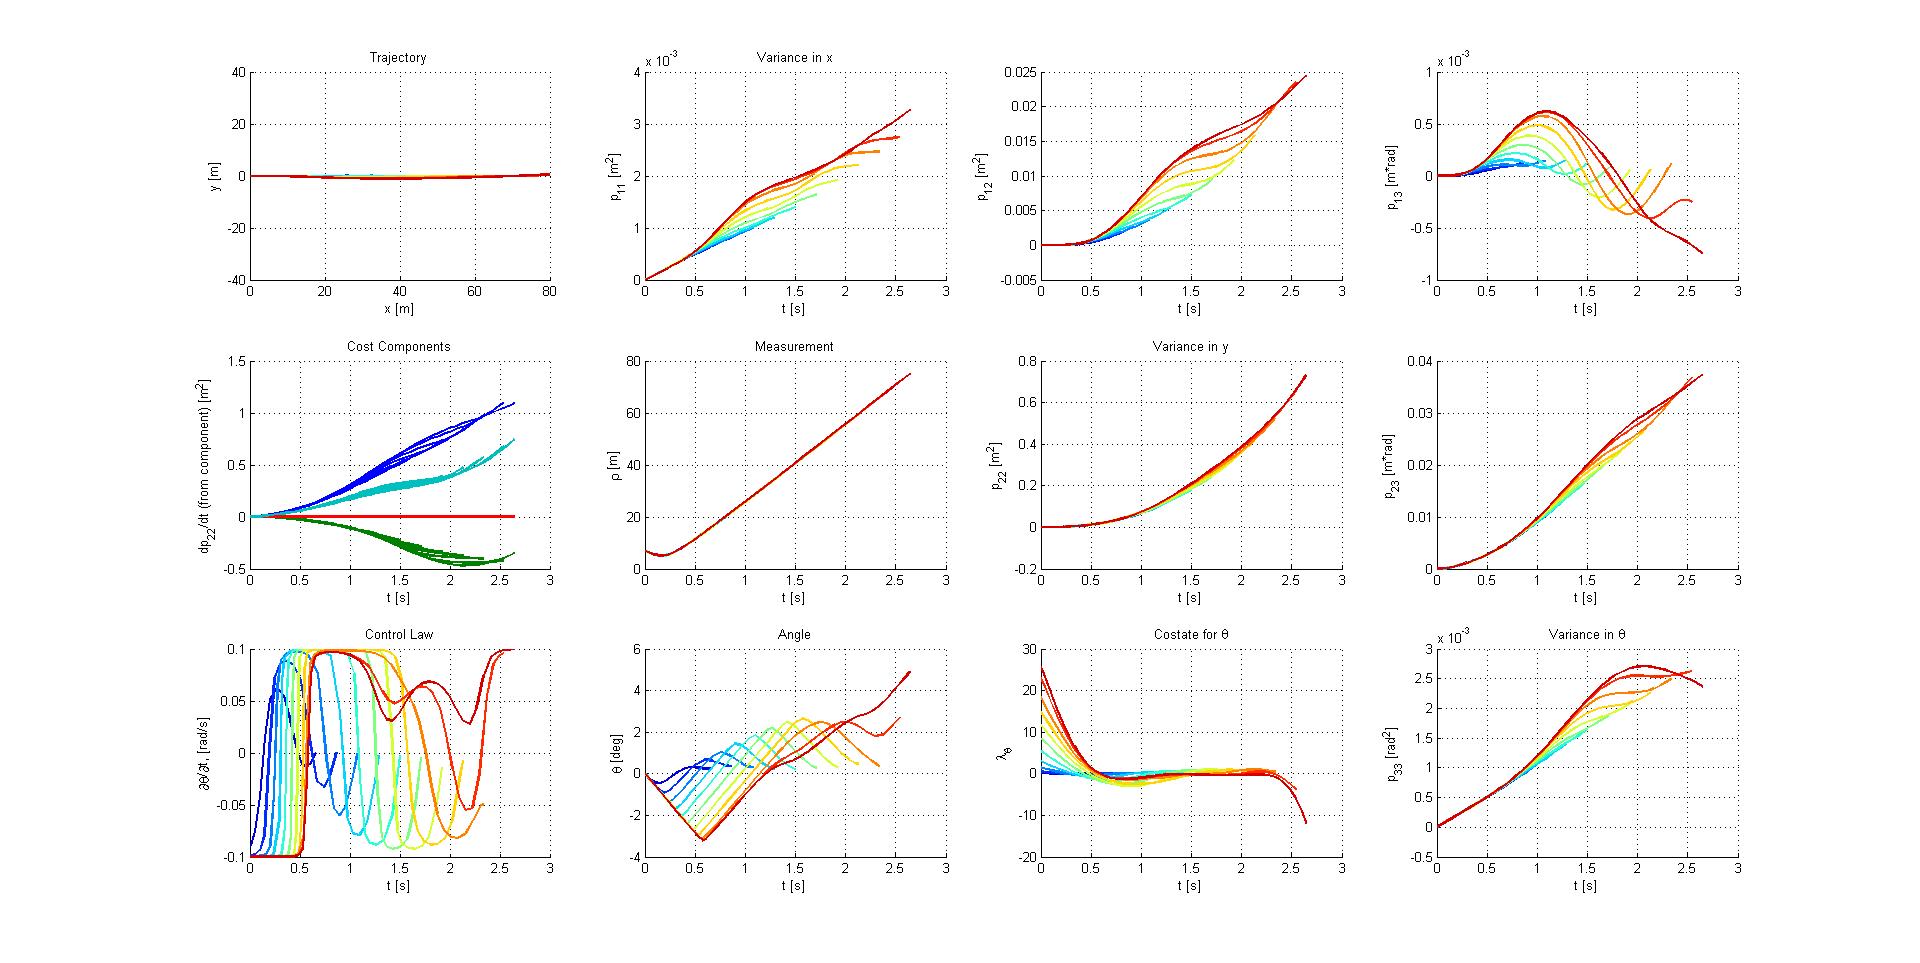 Trajectory
40
20
0
-20
-40
y [m]
0 20 40 60 80
x [m]
x 10-3
Variance in x
4
3
2
1
0
p11 [m2]
0 0.5 1 1.5 2 2.5 3
t [s]
0.025
0.02
0.015
0.01
0.005
0
-0.005
p12 [m2]
0 0.5 1 1.5 2 2.5 3
t [s]
x 10-3
1
0.5
0
-0.5
-1
p13 [m*rad]
0 0.5 1 1.5 2 2.5 3
t [s]
Cost Components
1.5
1
0.5
0
-0.5
dp22/dt (from component) [m2]
0 0.5 1 1.5 2 2.5 3
t [s]
Measurement
80
60
40
20
0
ρ [m]
0 0.5 1 1.5 2 2.5 3
t [s]
Variance in y
0.8
0.6
0.4
0.2
0
-0.2
p22 [m2]
0 0.5 1 1.5 2 2.5 3
t [s]
0.04
0.03
0.02
0.01
0
p23 [m*rad]
0 0.5 1 1.5 2 2.5 3
t [s]
Control Law
0.1
0.05
0
-0.05
-0.1
∂θ/∂t, [rad/s]
0 0.5 1 1.5 2 2.5 3
t [s]
Angle
6
4
2
0
-2
-4
θ [deg]
0 0.5 1 1.5 2 2.5 3
t [s]
Costate for θ
30
20
10
0
-10
-20
λθ
0 0.5 1 1.5 2 2.5 3
t [s]
x 10-3
Variance in θ
3
2.5
2
1.5
1
0.5
0
-0.5
p33 [rad2]
0 0.5 1 1.5 2 2.5 3
t [s]